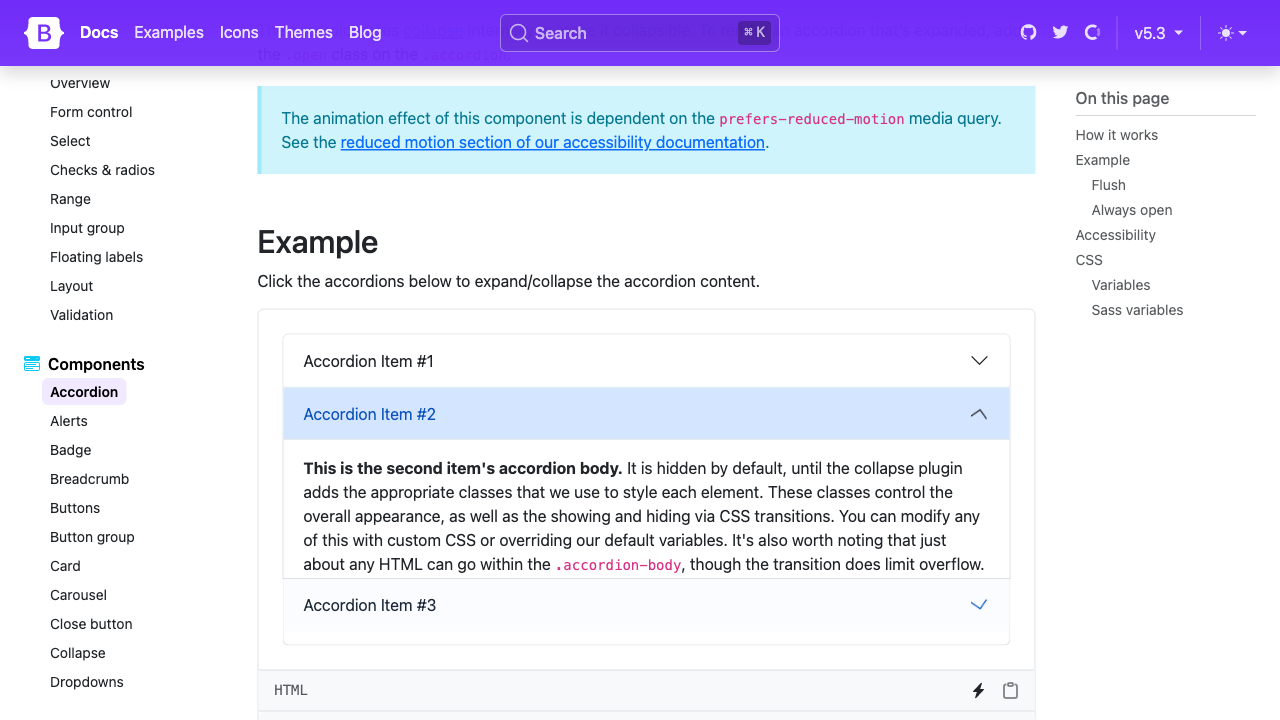 B Docs Examples Icons Themes Blog Search ⌘ K v5.3
the .open class on the .accordion.
Overview
Form control
Select
Checks & radios
Range
Input group
Floating labels
Layout
Validation
Components
Accordion
Alerts
Badge
Breadcrumb
Buttons
Button group
Card
Carousel
Close button
Collapse
Dropdowns
The animation effect of this component is dependent on the prefers-reduced-motion media query.
See the reduced motion section of our accessibility documentation.
Example
Click the accordions below to expand/collapse the accordion content.
Accordion Item #1
Accordion Item #2
This is the second item's accordion body. It is hidden by default, until the collapse plugin
adds the appropriate classes that we use to style each element. These classes control the
overall appearance, as well as the showing and hiding via CSS transitions. You can modify any
of this with custom CSS or overriding our default variables. It's also worth noting that just
about any HTML can go within the .accordion-body, though the transition does limit overflow.
Accordion Item #3
HTML
On this page
How it works
Example
Flush
Always open
Accessibility
CSS
Variables
Sass variables